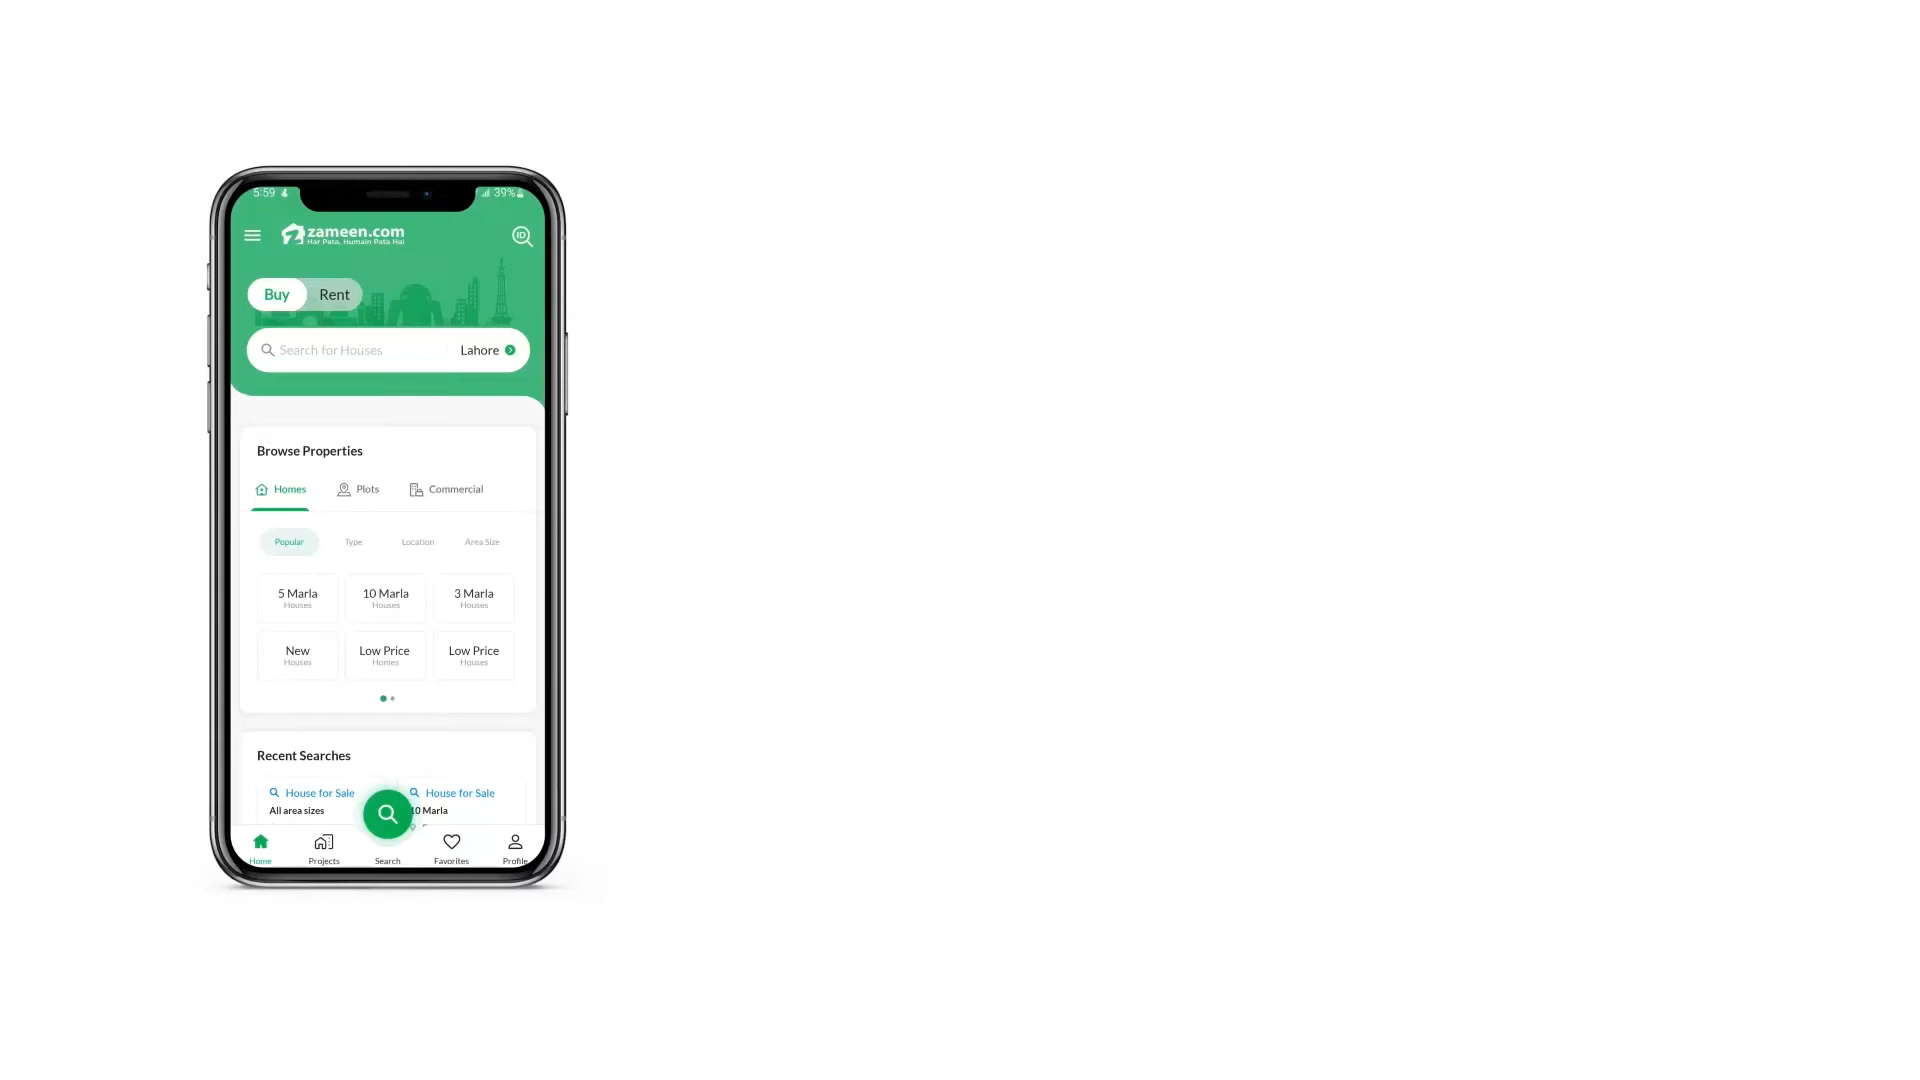 5:59 39%
zameen.com
Har Pata, Humain Pata Hai
ID
Buy Rent
Search for Houses Lahore
Browse Properties
Homes Plots Commercial
Popular Type Location Area Size
5 Marla 10 Marla 3 Marla
Houses Houses Houses
New Low Price Low Price
Houses Homes Houses
Recent Searches
House for Sale House for Sale
All area sizes 10 Marla
Home Projects Search Favorites Profile